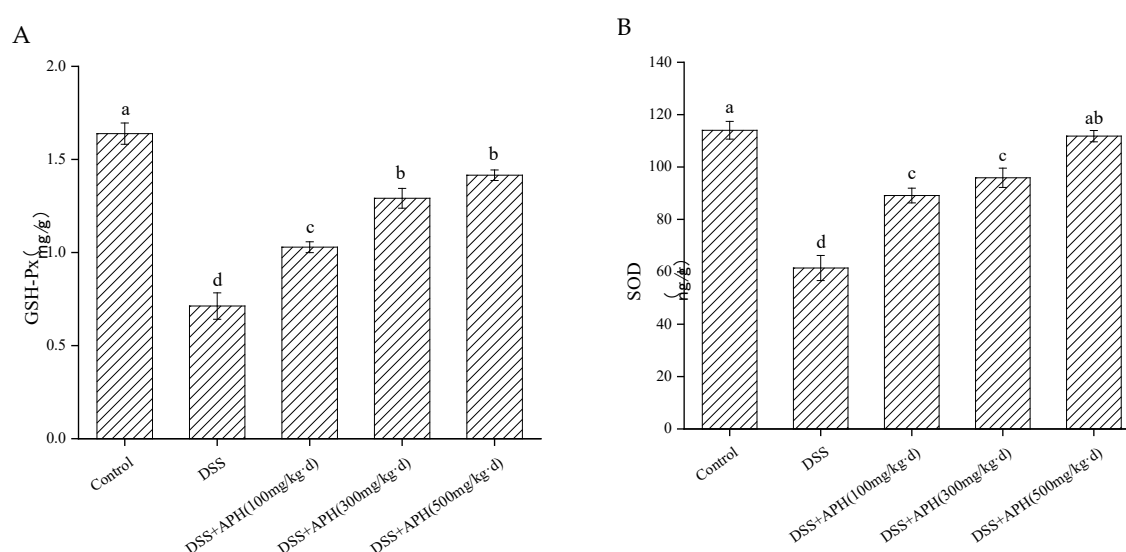 A
GSH-Px（mg/g）
2.0
1.5
1.0
0.5
0.0
a
d
c
b
b
Control
DSS
DSS+APH(100mg/kg·d)
DSS+APH(300mg/kg·d)
DSS+APH(500mg/kg·d)
B
SOD
（ng/g）
140
120
100
80
60
40
20
0
a
d
c
c
ab
Control
DSS
DSS+APH(100mg/kg·d)
DSS+APH(300mg/kg·d)
DSS+APH(500mg/kg·d)